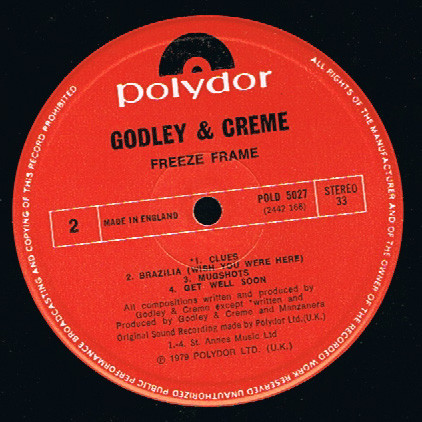 polydor
GODLEY & CREME
FREEZE FRAME
2
MADE IN ENGLAND
POLD 5027
(2442 166)
STEREO
33
*1. CLUES
2. BRAZILIA (WISH YOU WERE HERE)
3. MUGSHOTS
4. GET WELL SOON
All compositions written and produced by
Godley & Creme except *written and
Produced by Godley & Creme and Manzanera
Original Sound Recording made by Polydor Ltd.(U.K.)
1.-4. St. Annes Music Ltd
℗ 1979 POLYDOR LTD. (U.K.)
ALL RIGHTS OF THE MANUFACTURER AND OF THE OWNER OF THE RECORDED WORK RESERVED UNAUTHORISED PUBLIC PERFORMANCE BROADCASTING AND COPYING OF THIS RECORD PROHIBITED